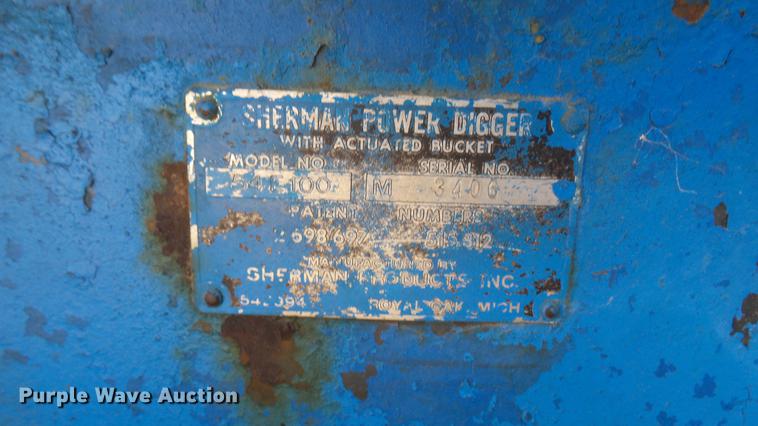 SHERMAN POWER DIGGER
WITH ACTUATED BUCKET
MODEL NO. SERIAL NO.
M 3406
PATENT NUMBERS
MANUFACTURED BY
SHERMAN PRODUCTS INC.
ROYAL OAK, MICH.
Purple Wave Auction